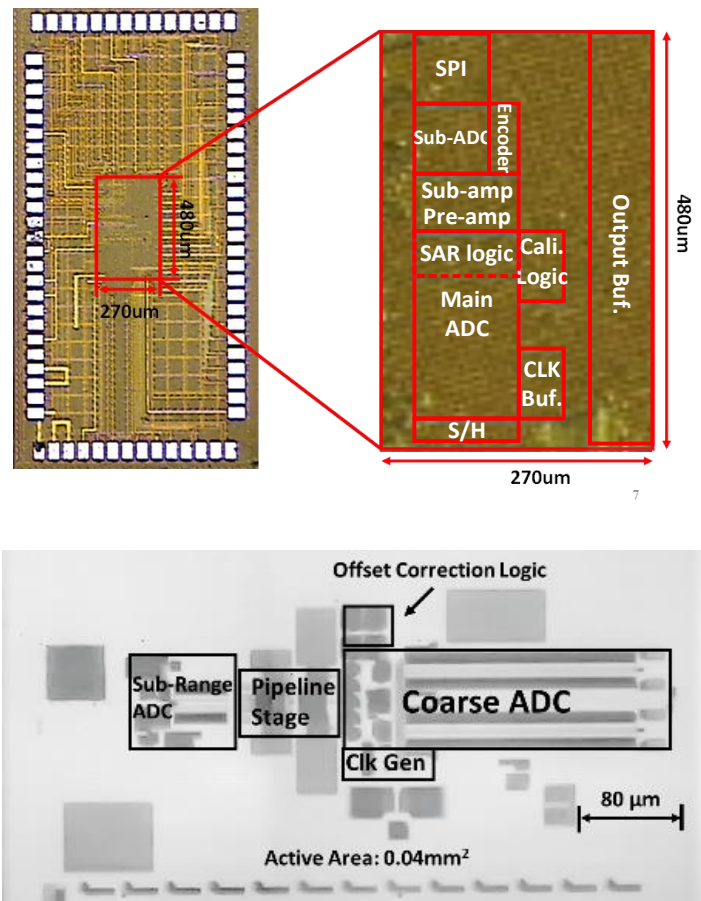 480um
270um
SPI
Sub-ADC
Encoder
Sub-amp
Pre-amp
SAR logic
Cali.
Logic
Main
ADC
CLK
Buf.
S/H
Output Buf.
480um
270um
7
Offset Correction Logic
Sub-Range
ADC
Pipeline
Stage
Coarse ADC
Clk Gen
80 µm
Active Area: 0.04mm²